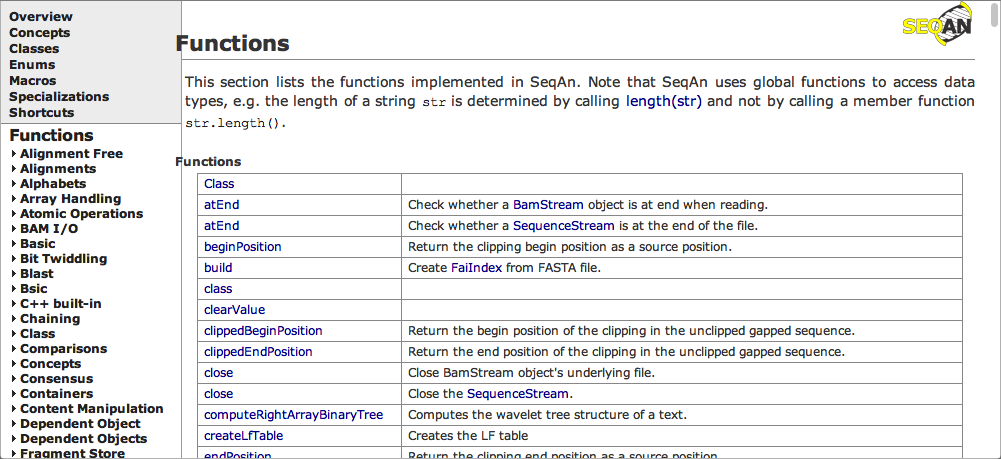 Overview
Concepts
Classes
Enums
Macros
Specializations
Shortcuts
Functions
Alignment Free
Alignments
Alphabets
Array Handling
Atomic Operations
BAM I/O
Basic
Bit Twiddling
Blast
Bsic
C++ built-in
Chaining
Class
Comparisons
Concepts
Consensus
Containers
Content Manipulation
Dependent Object
Dependent Objects
Fragment Store
SEQAN
Functions
This section lists the functions implemented in SeqAn. Note that SeqAn uses global functions to access data
types, e.g. the length of a string str is determined by calling length(str) and not by calling a member function
str.length().
Functions
Class
atEnd Check whether a BamStream object is at end when reading.
atEnd Check whether a SequenceStream is at the end of the file.
beginPosition Return the clipping begin position as a source position.
build Create FaiIndex from FASTA file.
class
clearValue
clippedBeginPosition Return the begin position of the clipping in the unclipped gapped sequence.
clippedEndPosition Return the end position of the clipping in the unclipped gapped sequence.
close Close BamStream object's underlying file.
close Close the SequenceStream.
computeRightArrayBinaryTree Computes the wavelet tree structure of a text.
createLfTable Creates the LF table
endPosition Return the clipping end position as a source position.